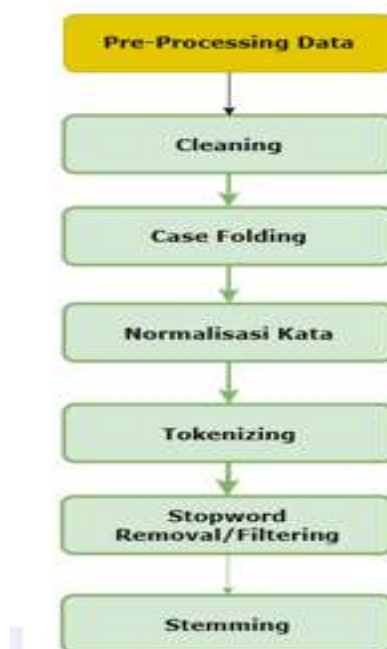 Pre-Processing Data
Cleaning
Case Folding
Normalisasi Kata
Tokenizing
Stopword
Removal/Filtering
Stemming